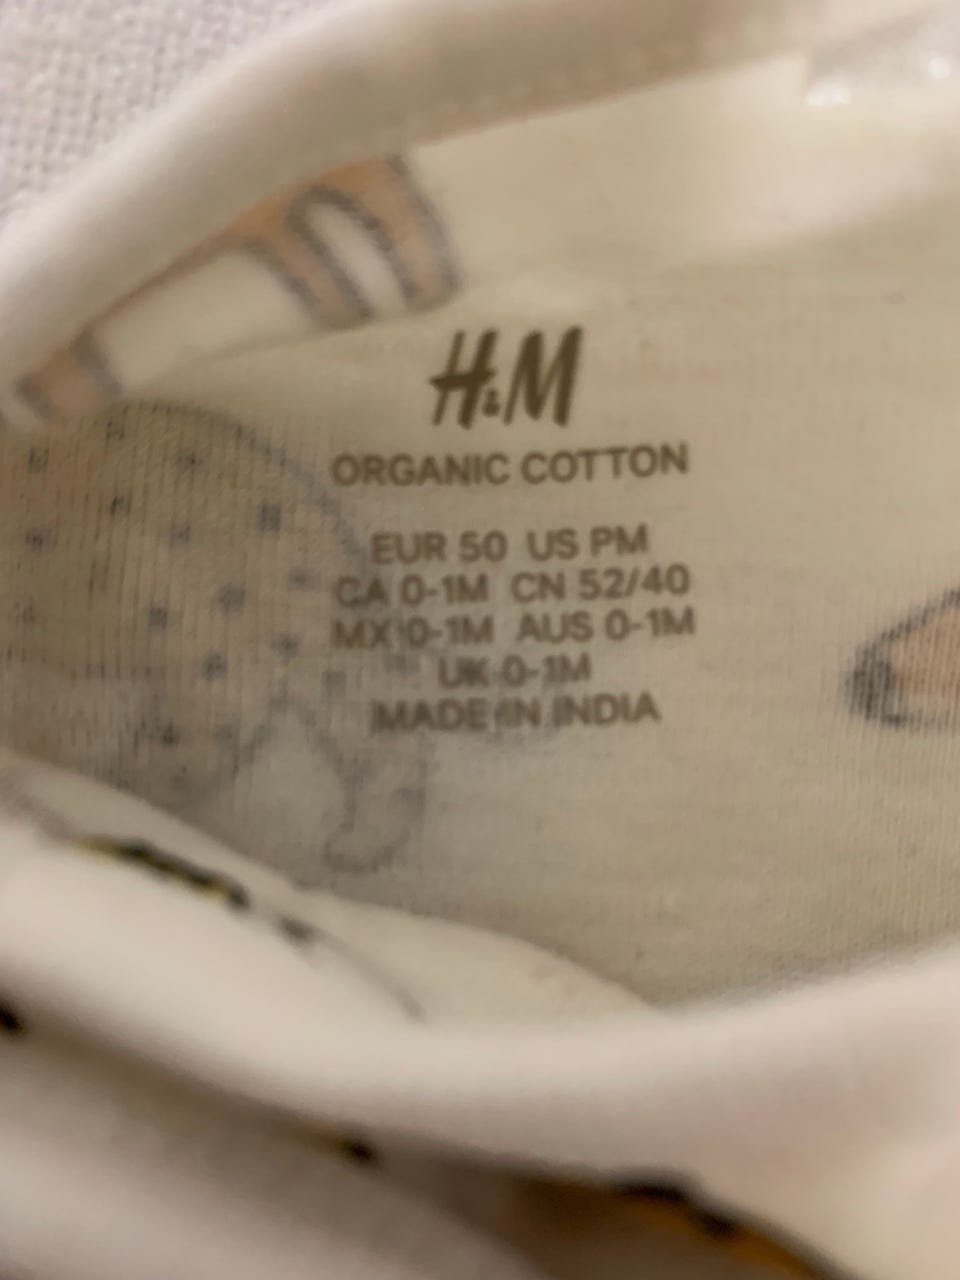 H&M
ORGANIC COTTON
EUR 50 US PM
CA 0-1M CN 52/40
MX 0-1M AUS 0-1M
UK 0-1M
MADE IN INDIA